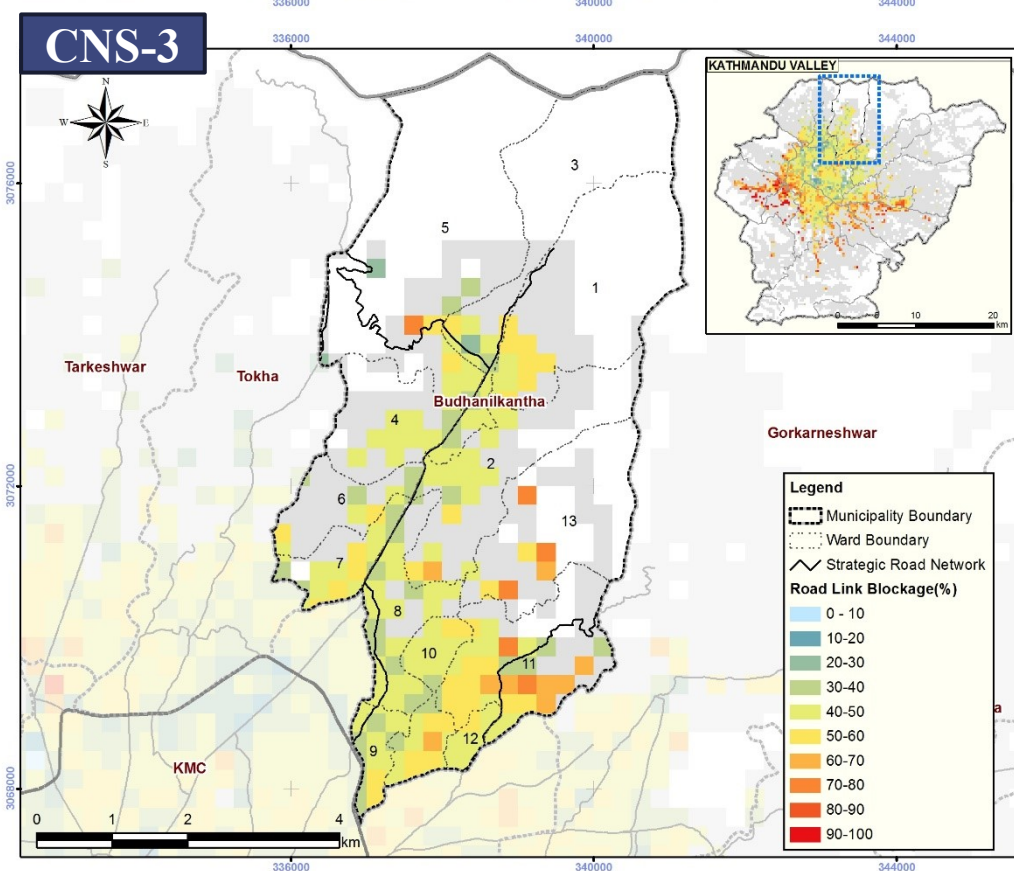 336000
340000
344000
CNS-3
KATHMANDU VALLEY
N
W
E
S
0
10
20
km
3076000
3
5
1
Tarkeshwar
Tokha
Budhanilkantha
4
Gorkarneshwar
2
3072000
6
13
7
8
10
11
12
9
KMC
a
3068000
0
1
2
4
km
Legend
Municipality Boundary
Ward Boundary
Strategic Road Network
Road Link Blockage(%)
0 - 10
10-20
20-30
30-40
40-50
50-60
60-70
70-80
80-90
90-100
336000
340000
344000